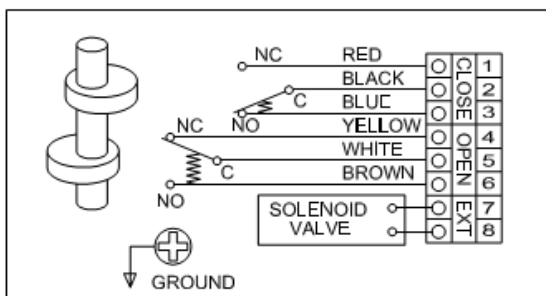 NC RED 1
BLACK 2
C BLUE 3
NO
NC YELLOW 4
WHITE 5
C BROWN 6
NO
CLOSE
OPEN
EXT
SOLENOID 7
VALVE 8
GROUND